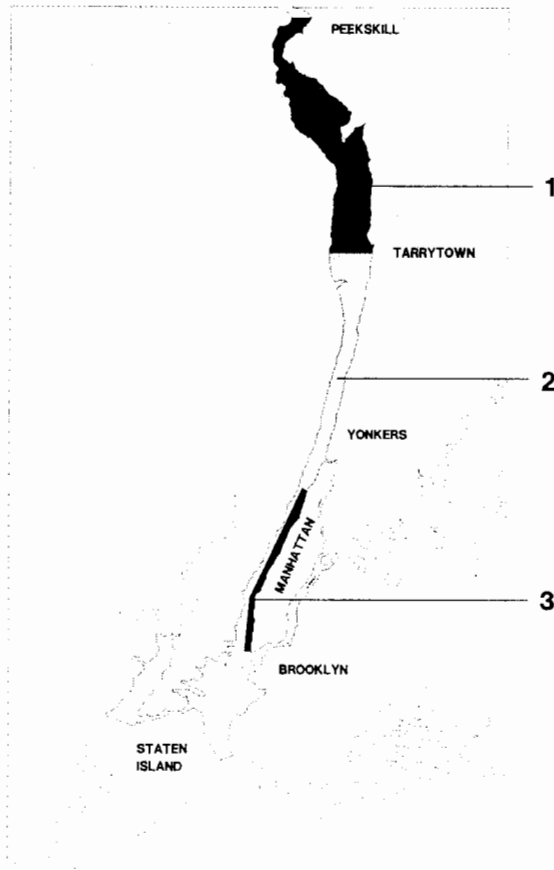 PEEKSKILL
1
TARRYTOWN
2
YONKERS
MANHATTAN
3
BROOKLYN
STATEN
ISLAND